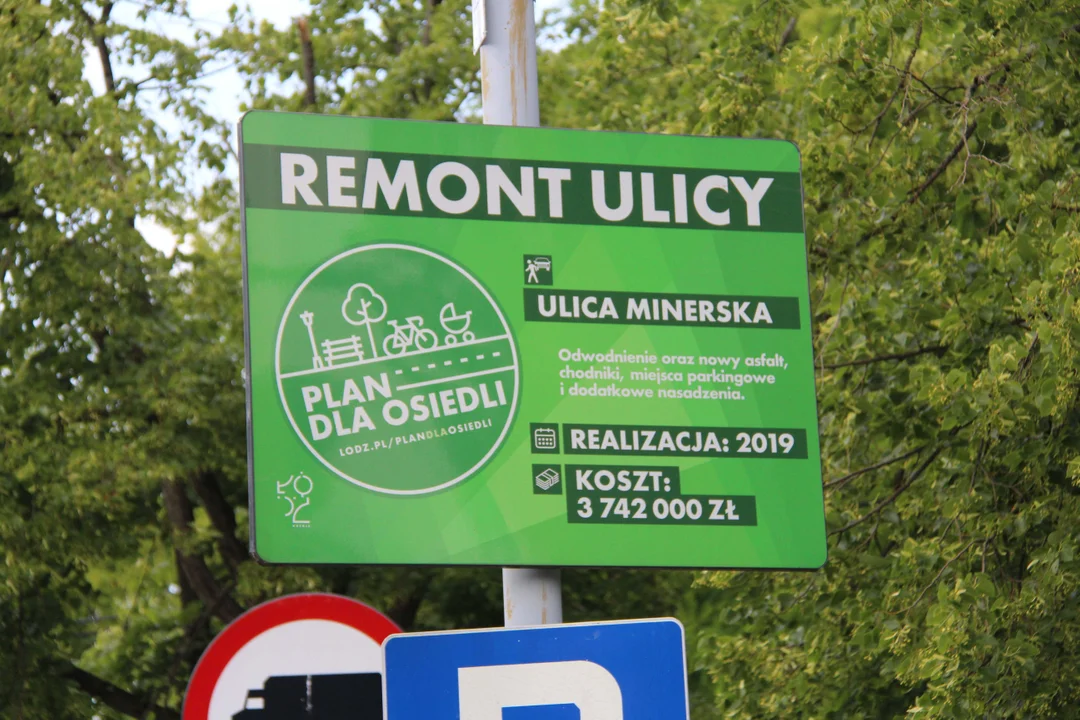 REMONT ULICY
PLAN
DLA OSIEDLI
LODZ.PL/PLANDLAOSIEDLI
ULICA MINERSKA
Odwodnienie oraz nowy asfalt,
chodniki, miejsca parkingowe
i dodatkowe nasadzenia.
REALIZACJA: 2019
KOSZT:
3 742 000 ZŁ